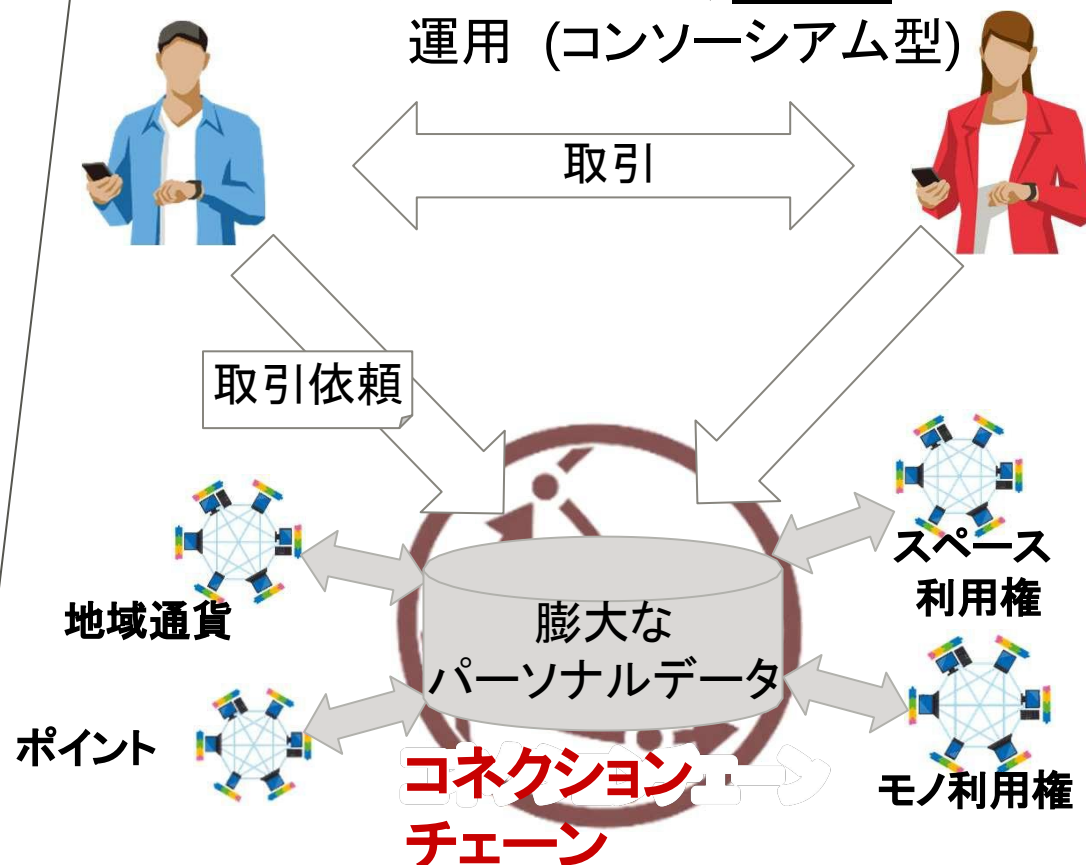 運用 (コンソーシアム型)
取引
取引依頼
スペース
利用権
地域通貨
膨大な
パーソナルデータ
ポイント
コネクション
チェーン
モノ利用権